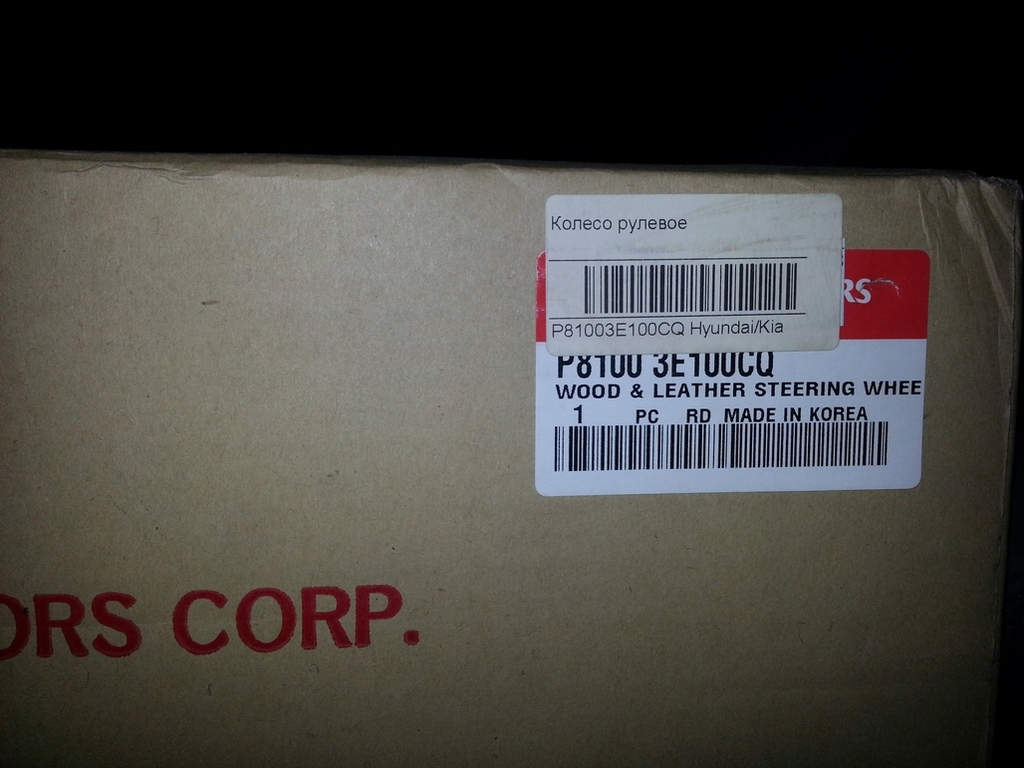 Колесо рулевое
P81003E100CQ Hyundai/Kia
RS
P8100 3E100CQ
WOOD & LEATHER STEERING WHEE
1 PC RD MADE IN KOREA
ORS CORP.